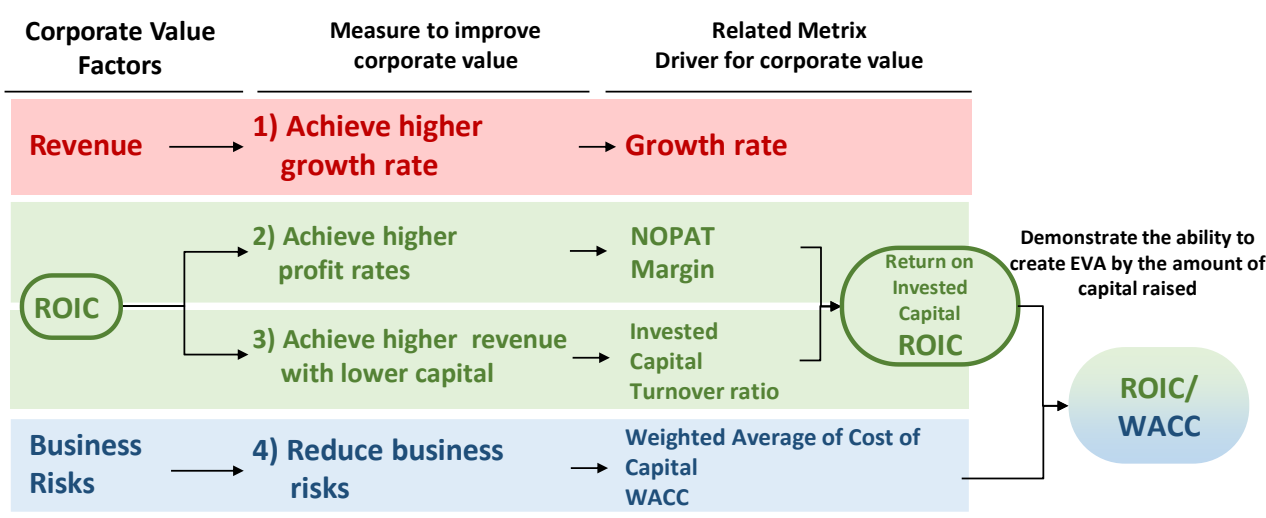 Corporate Value
Factors
Measure to improve
corporate value
Related Metrix
Driver for corporate value
Revenue
1) Achieve higher
growth rate
Growth rate
ROIC
2) Achieve higher
profit rates
NOPAT
Margin
3) Achieve higher revenue
with lower capital
Invested
Capital
Turnover ratio
Return on
Invested
Capital
ROIC
Demonstrate the ability to
create EVA by the amount of
capital raised
ROIC/
WACC
Business
Risks
4) Reduce business
risks
Weighted Average of Cost of
Capital
WACC